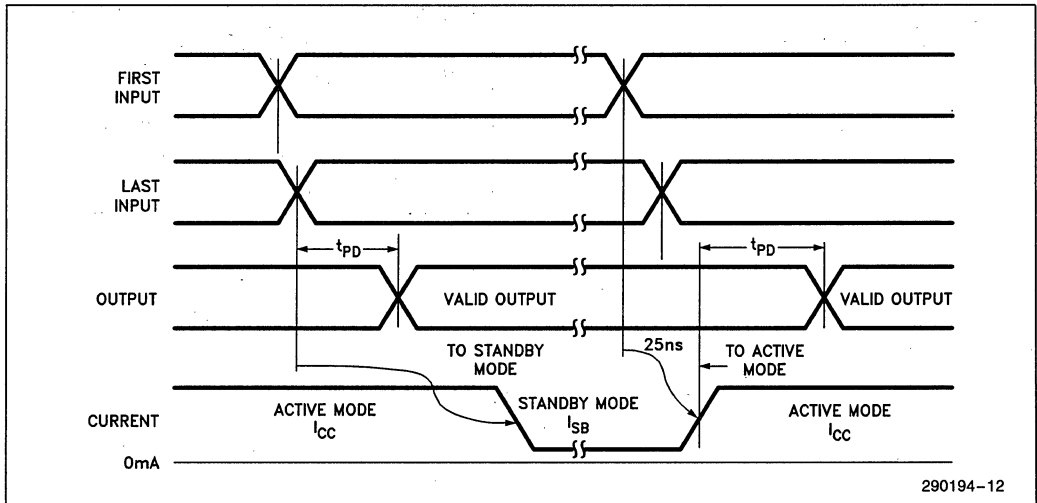 FIRST
INPUT
LAST
INPUT
tPD
tPD
OUTPUT
VALID OUTPUT
VALID OUTPUT
TO STANDBY
MODE
25ns
TO ACTIVE
MODE
CURRENT
ACTIVE MODE
ICC
STANDBY MODE
ISB
ACTIVE MODE
ICC
0mA
290194-12